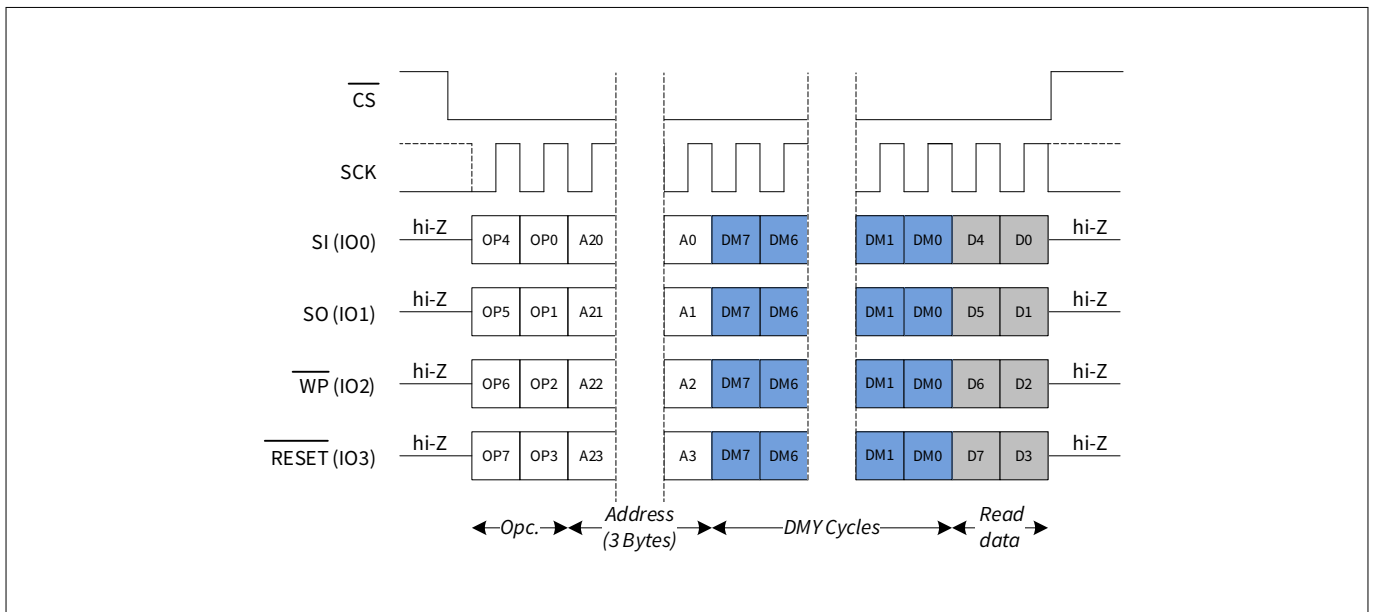 CS
SCK
SI (IO0) hi-Z OP4 OP0 A20 A0 DM7 DM6 DM1 DM0 D4 D0 hi-Z
SO (IO1) hi-Z OP5 OP1 A21 A1 DM7 DM6 DM1 DM0 D5 D1 hi-Z
WP (IO2) hi-Z OP6 OP2 A22 A2 DM7 DM6 DM1 DM0 D6 D2 hi-Z
RESET (IO3) hi-Z OP7 OP3 A23 A3 DM7 DM6 DM1 DM0 D7 D3 hi-Z
Opc. Address DMY Cycles Read
(3 Bytes) data